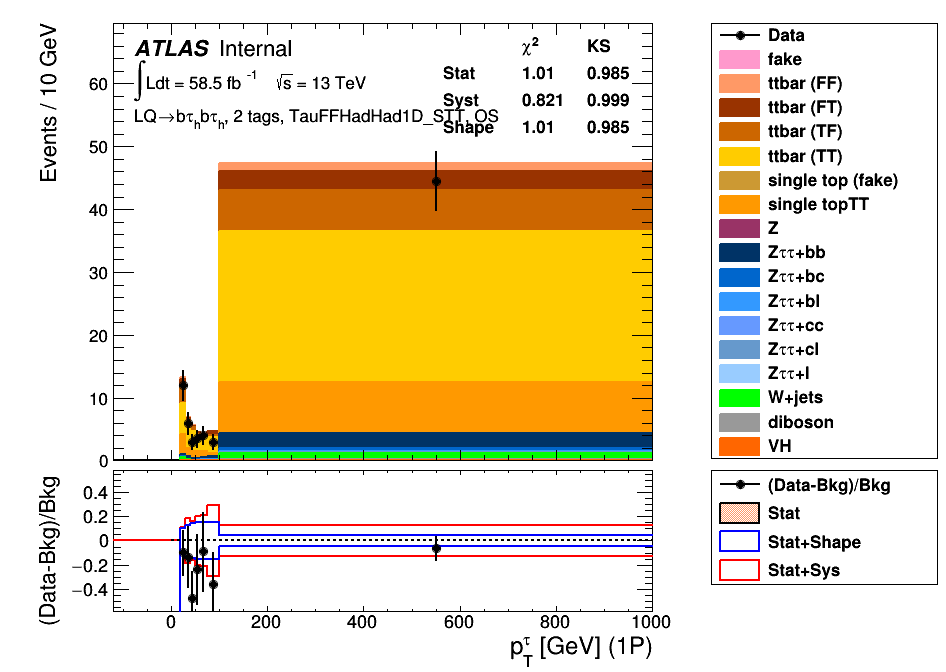 Events / 10 GeV
60
50
40
30
20
10
0
ATLAS Internal
∫Ldt = 58.5 fb⁻¹ √s = 13 TeV
LQ→bτₕbτₕ, 2 tags, TauFFHadHad1D_STT, OS
χ² KS
Stat 1.01 0.985
Syst 0.821 0.999
Shape 1.01 0.985
Data
fake
ttbar (FF)
ttbar (FT)
ttbar (TF)
ttbar (TT)
single top (fake)
single topTT
Z
Zττ+bb
Zττ+bc
Zττ+bl
Zττ+cc
Zττ+cl
Zττ+l
W+jets
diboson
VH
(Data-Bkg)/Bkg
0.4
0.2
0
−0.2
−0.4
0 200 400 600 800 1000
p_T^τ [GeV] (1P)
(Data-Bkg)/Bkg
Stat
Stat+Shape
Stat+Sys